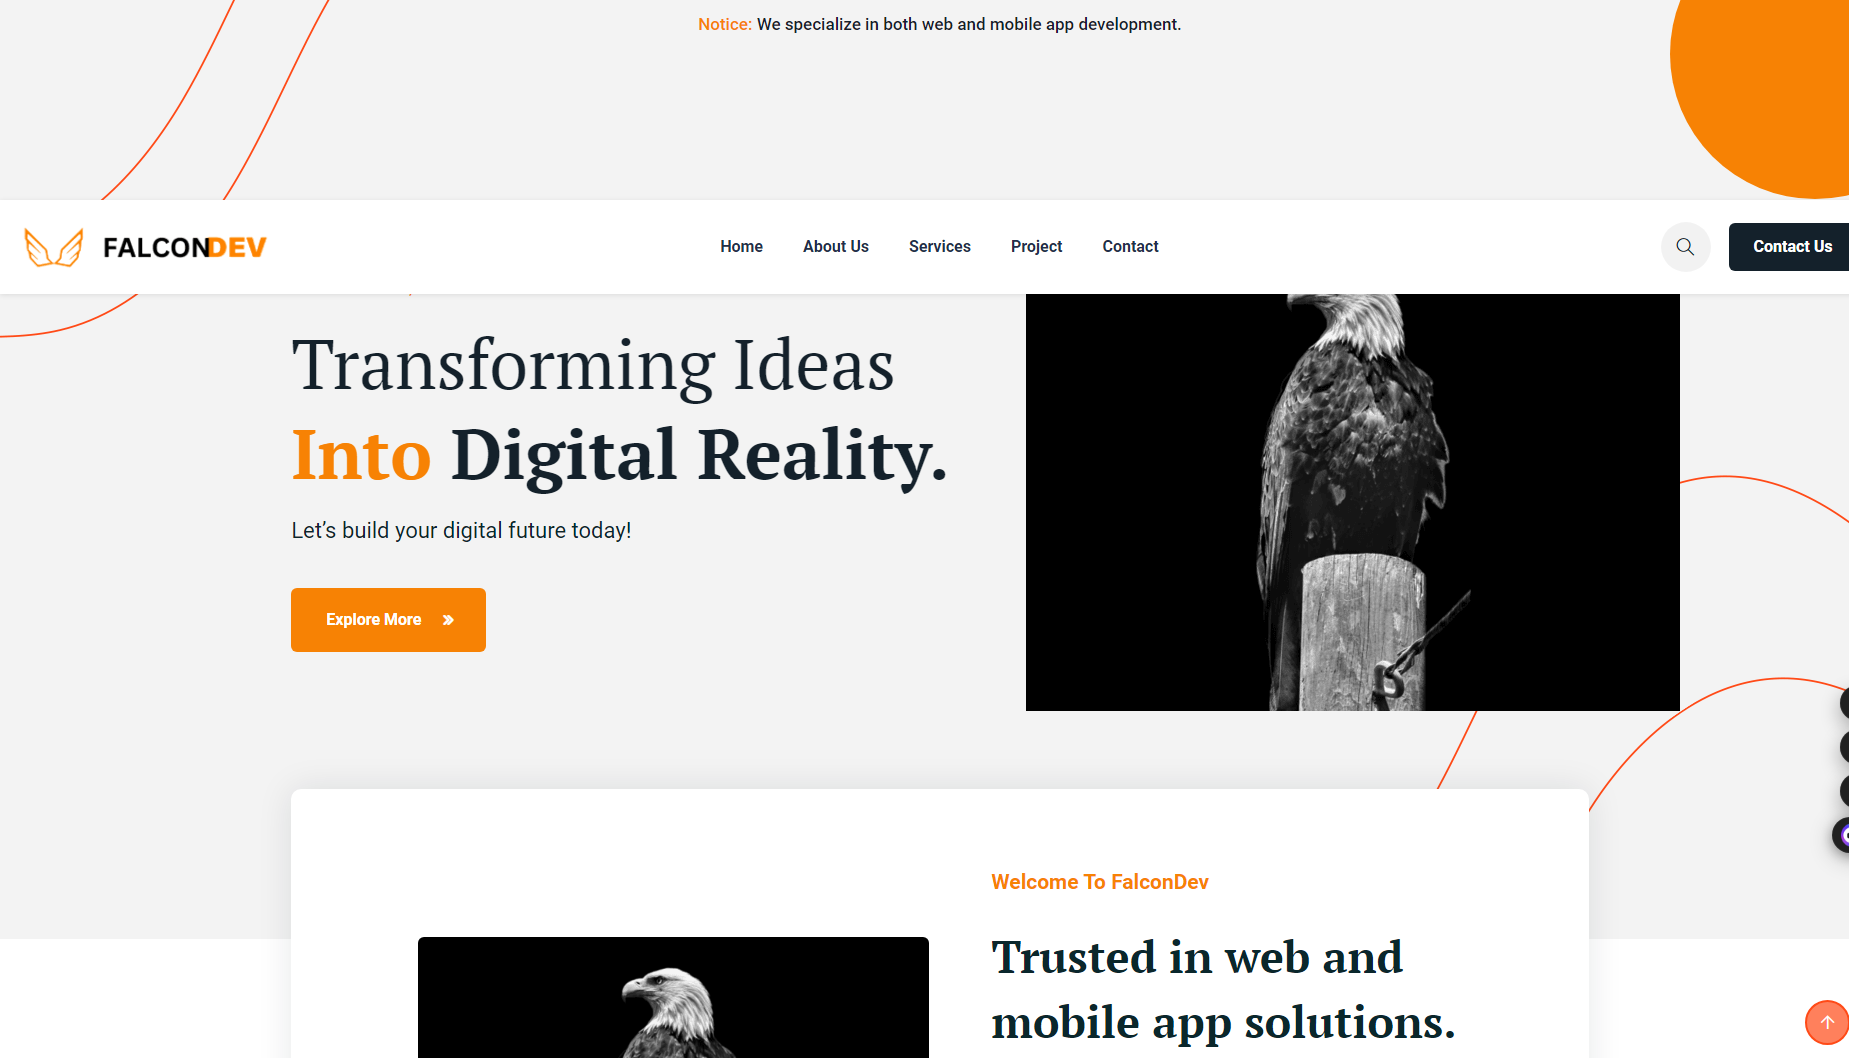 Notice: We specialize in both web and mobile app development.
FALCONDEV
Home
About Us
Services
Project
Contact
Contact Us
Transforming Ideas
Into Digital Reality.
Let’s build your digital future today!
Explore More
Welcome To FalconDev
Trusted in web and
mobile app solutions.